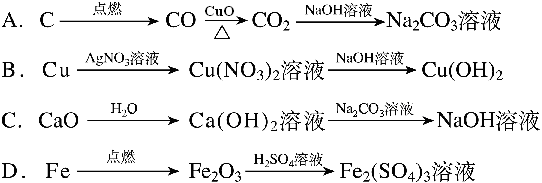 A. C —点燃→ CO —CuO/△→ CO₂ —NaOH溶液→ Na₂CO₃溶液
B. Cu —AgNO₃溶液→ Cu(NO₃)₂溶液 —NaOH溶液→ Cu(OH)₂
C. CaO —H₂O→ Ca(OH)₂溶液 —Na₂CO₃溶液→ NaOH溶液
D. Fe —点燃→ Fe₂O₃ —H₂SO₄溶液→ Fe₂(SO₄)₃溶液